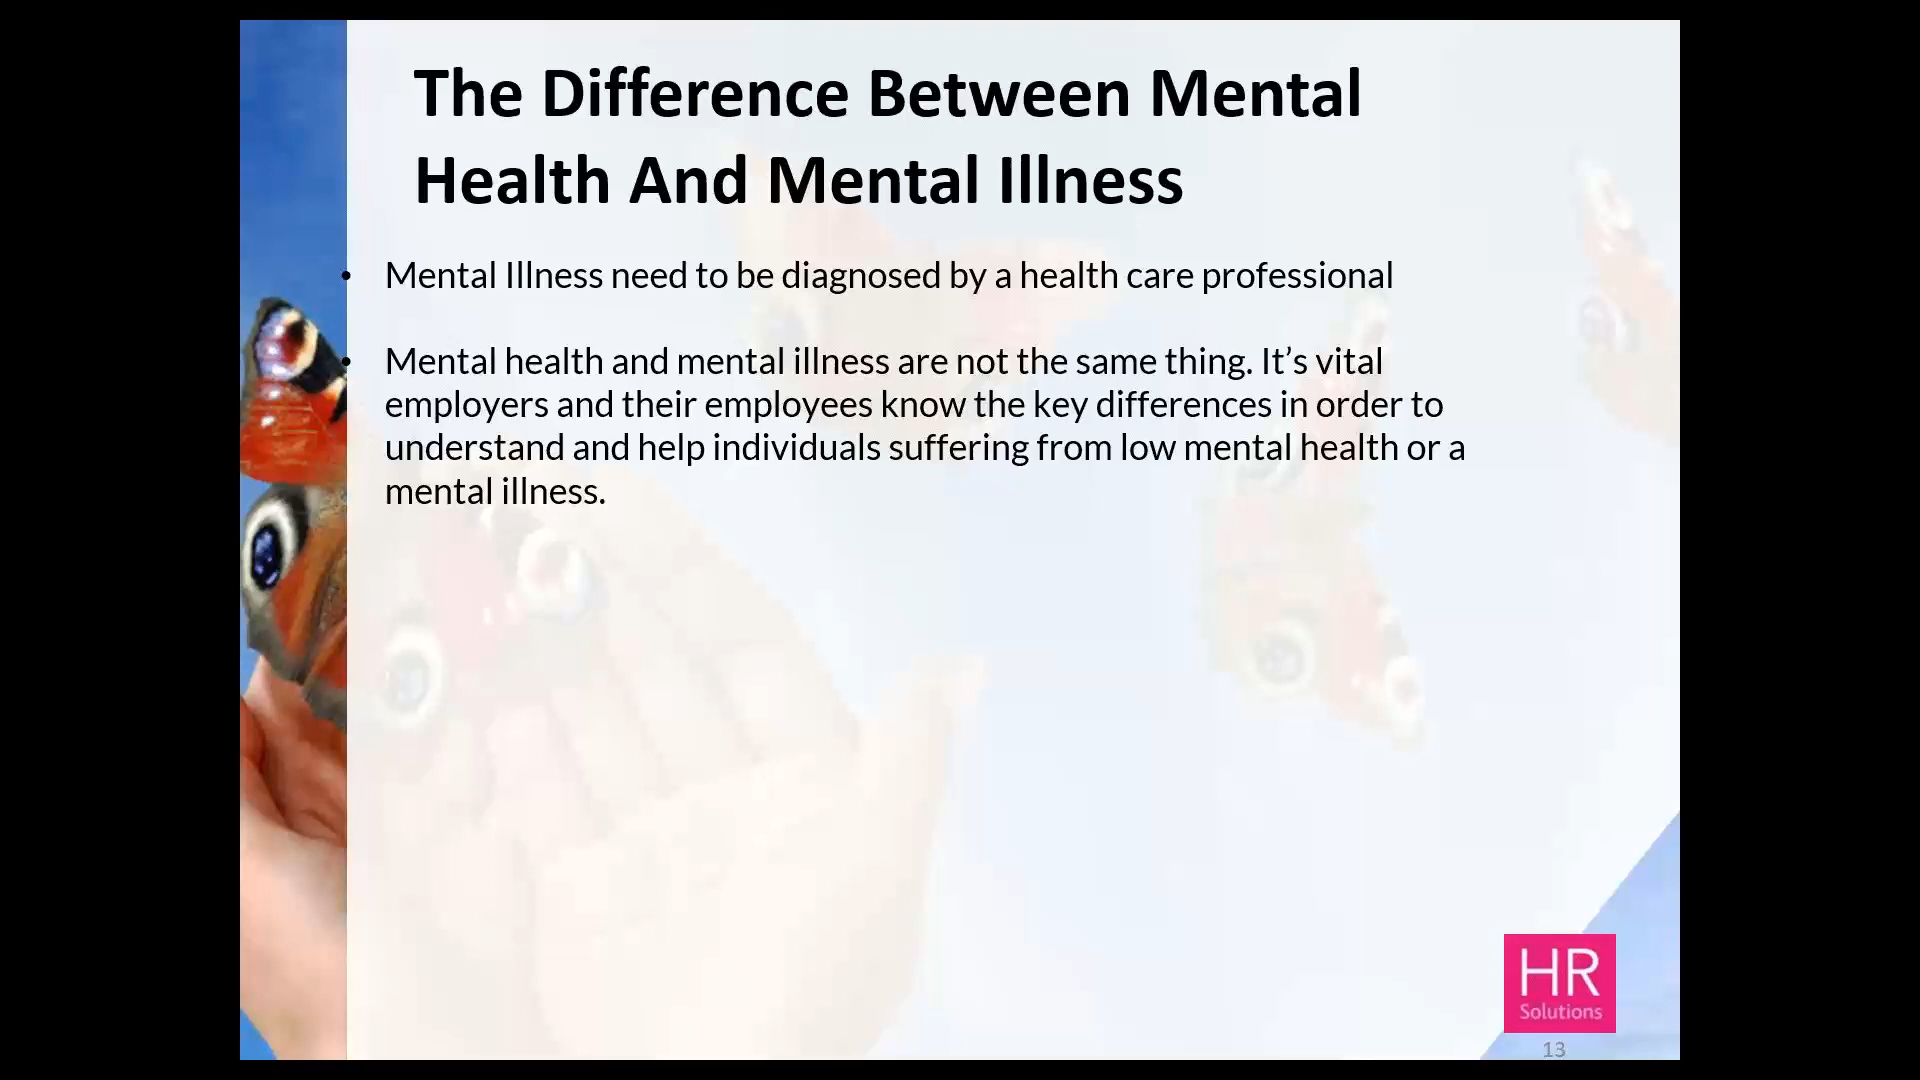 The Difference Between Mental
Health And Mental Illness
• Mental Illness need to be diagnosed by a health care professional
• Mental health and mental illness are not the same thing. It’s vital
employers and their employees know the key differences in order to
understand and help individuals suffering from low mental health or a
mental illness.
HR
Solutions
13